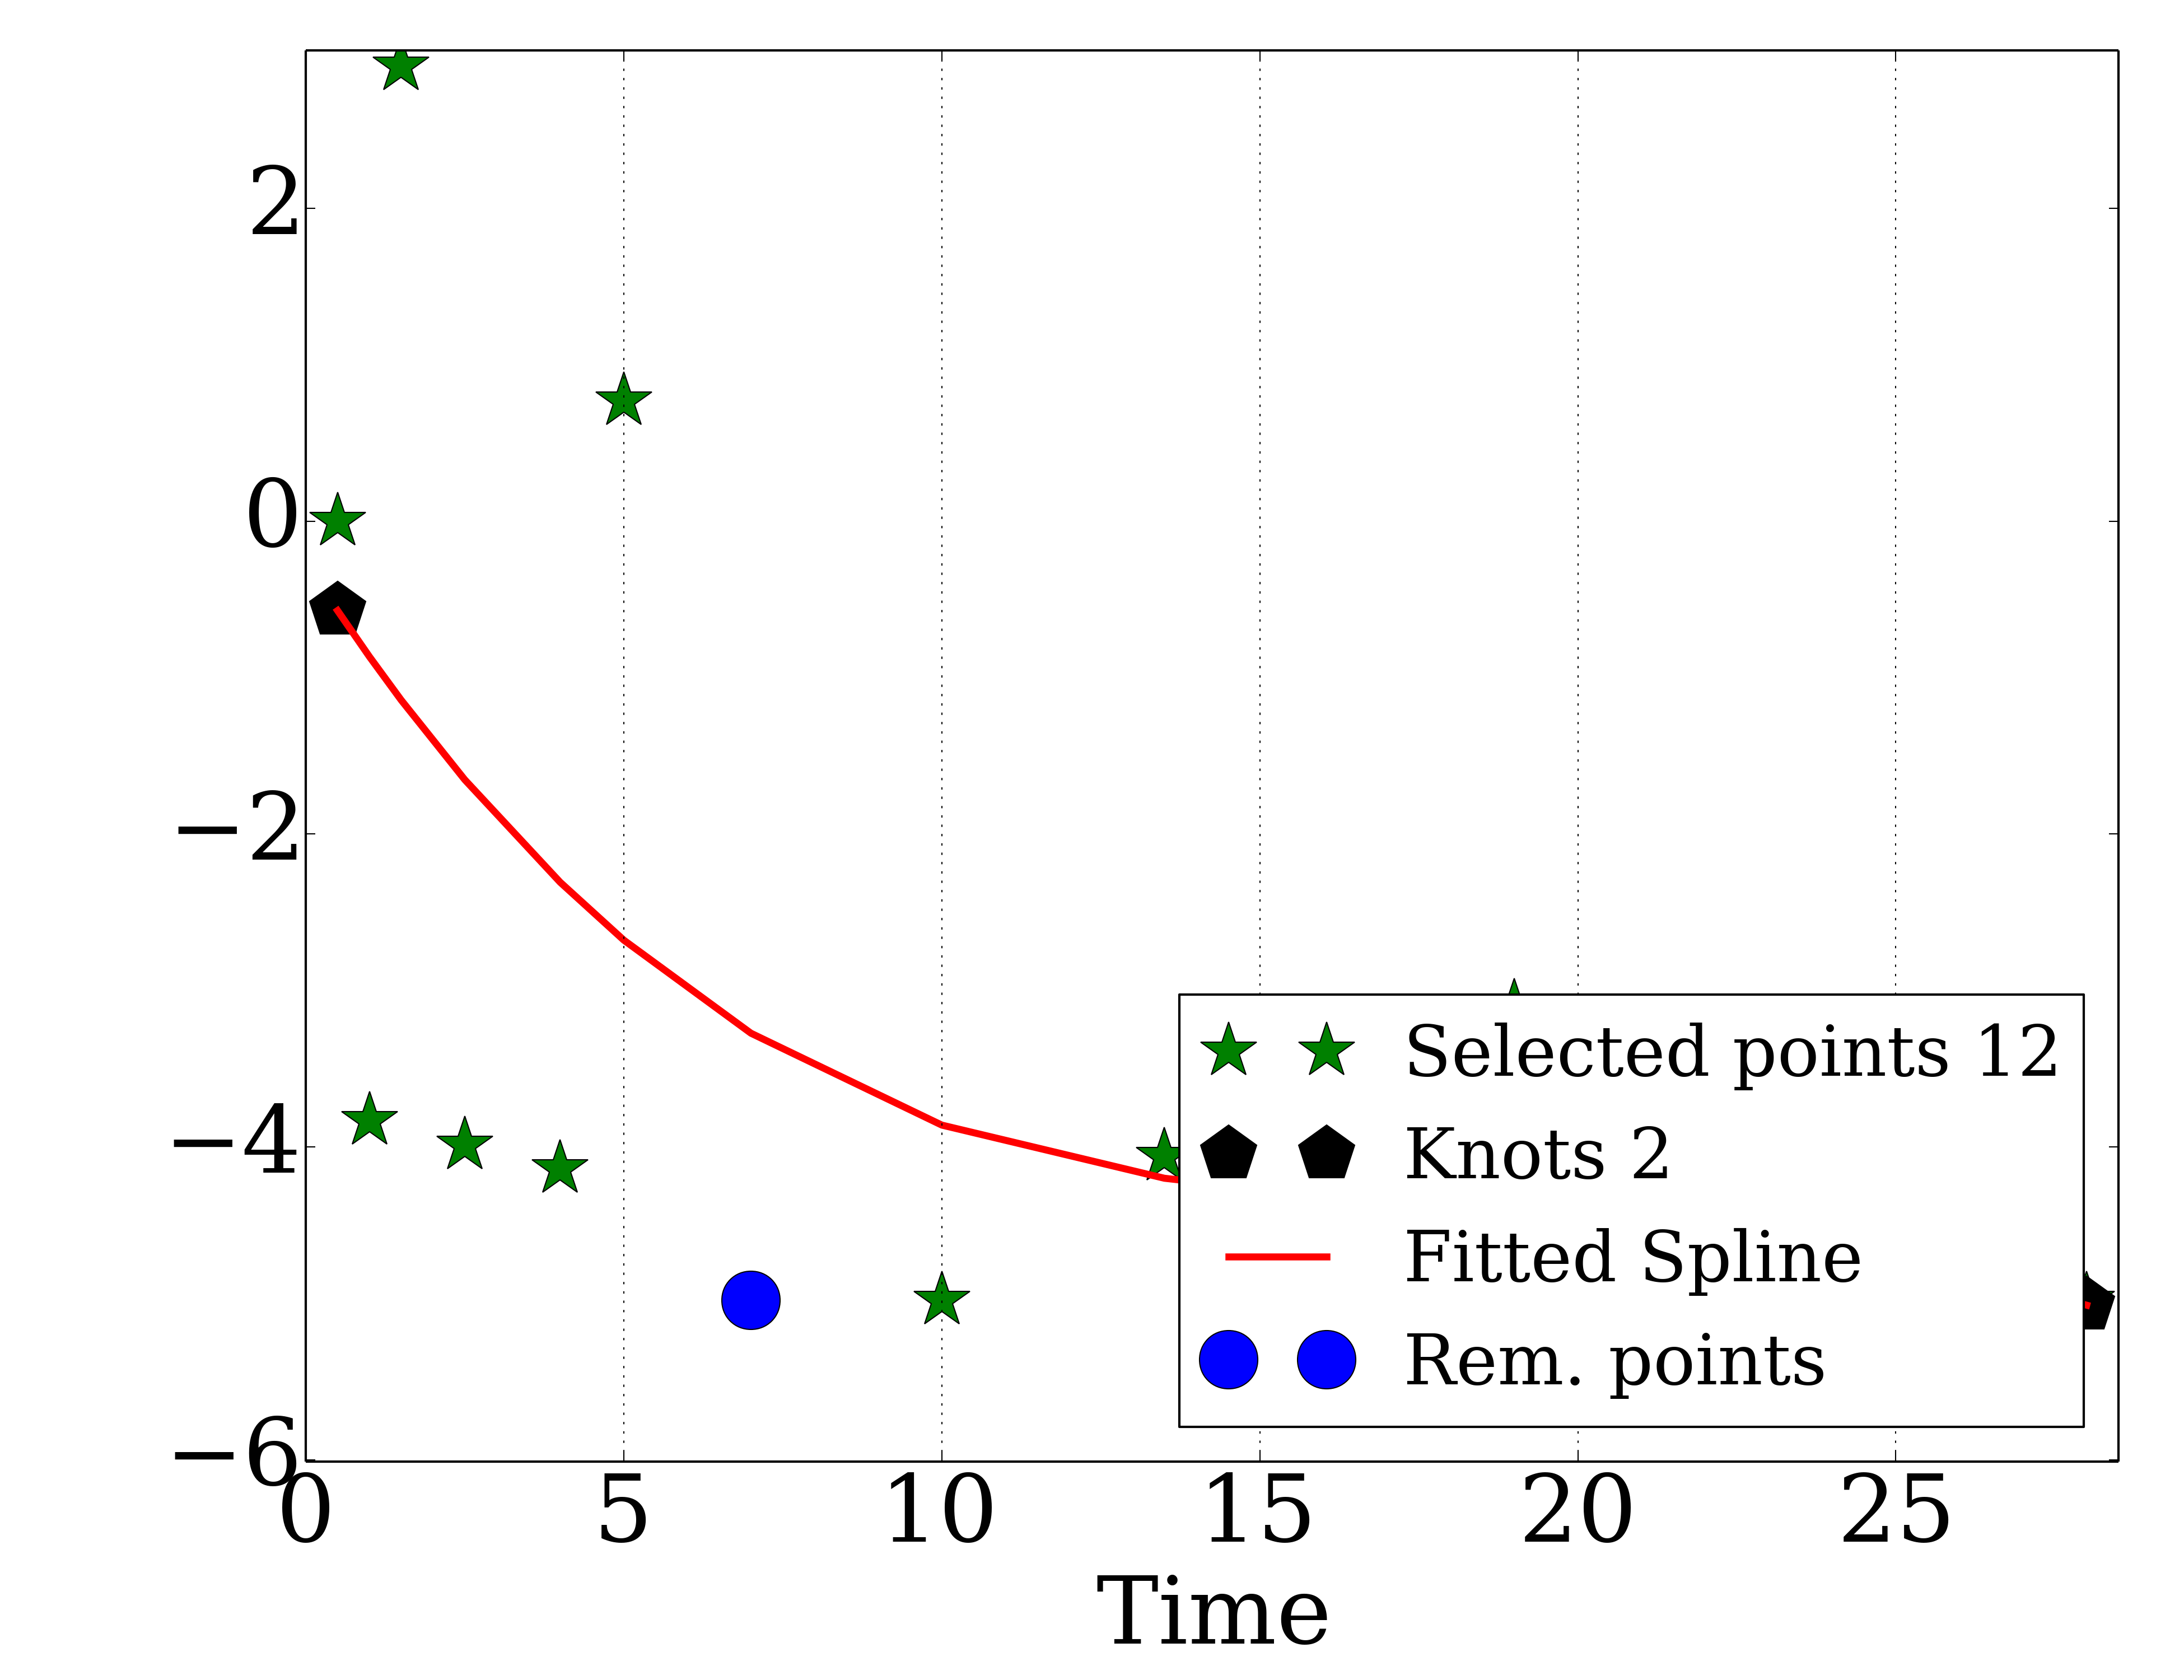 2
0
−2
−4
−6
Selected points 12
Knots 2
Fitted Spline
Rem. points
0 5 10 15 20 25
Time